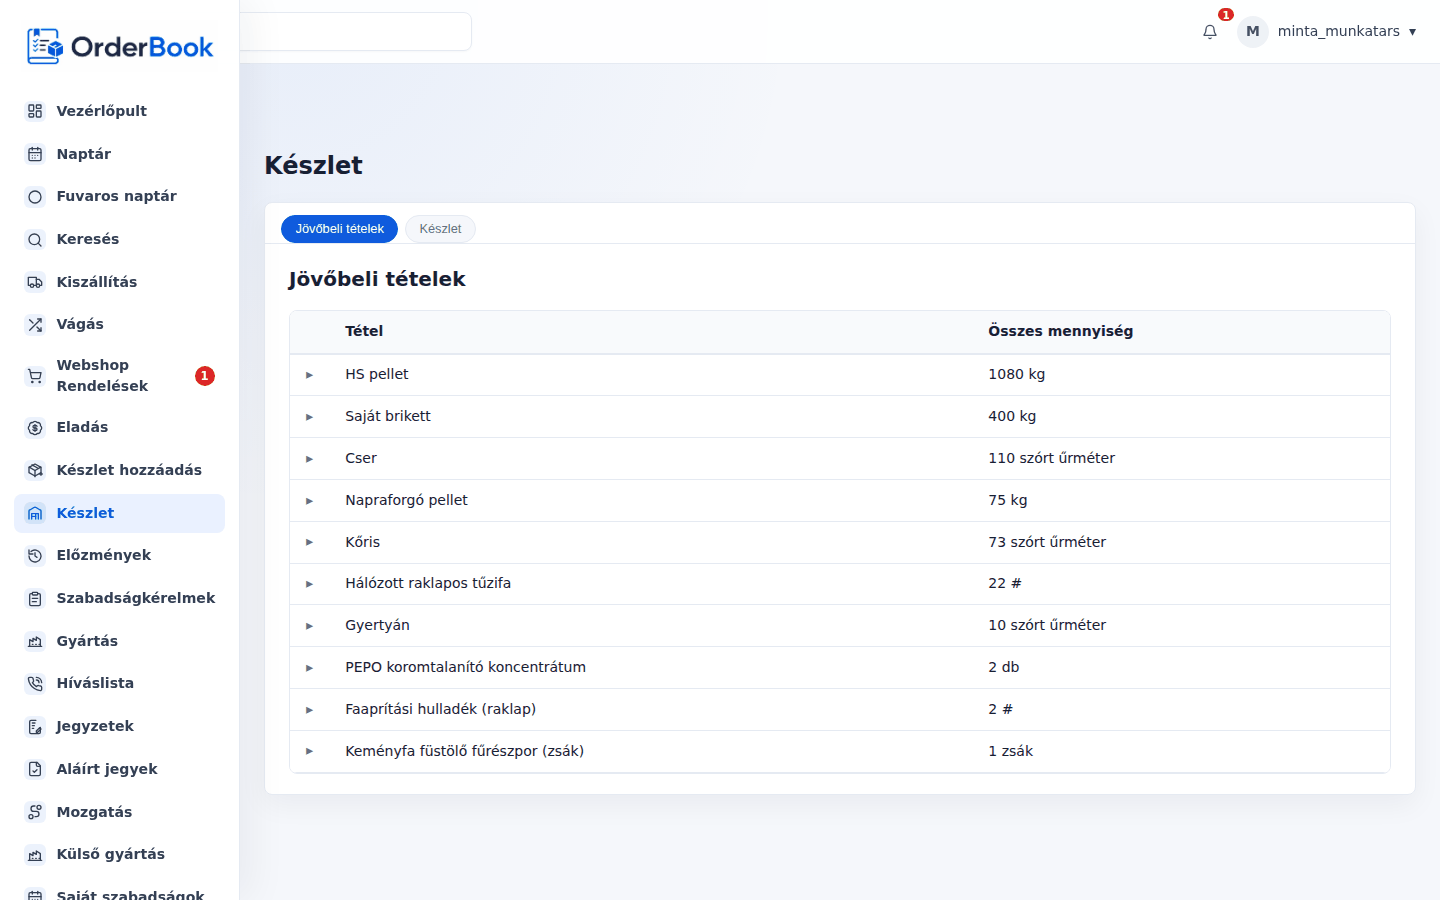 OrderBook
Vezérlőpult
Naptár
Fuvaros naptár
Keresés
Kiszállítás
Vágás
Webshop
Rendelések
1
Eladás
Készlet hozzáadás
Készlet
Előzmények
Szabadságkérelmek
Gyártás
Híváslista
Jegyzetek
Aláírt jegyek
Mozgatás
Külső gyártás
Saját szabadságok
1
M minta_munkatars ▼
Készlet
Jövőbeli tételek Készlet
Jövőbeli tételek
Tétel Összes mennyiség
▶ HS pellet 1080 kg
▶ Saját brikett 400 kg
▶ Cser 110 szórt űrméter
▶ Napraforgó pellet 75 kg
▶ Kőris 73 szórt űrméter
▶ Hálózott raklapos tűzifa 22 #
▶ Gyertyán 10 szórt űrméter
▶ PEPO koromtalanító koncentrátum 2 db
▶ Faaprítási hulladék (raklap) 2 #
▶ Keményfa füstölő fűrészpor (zsák) 1 zsák